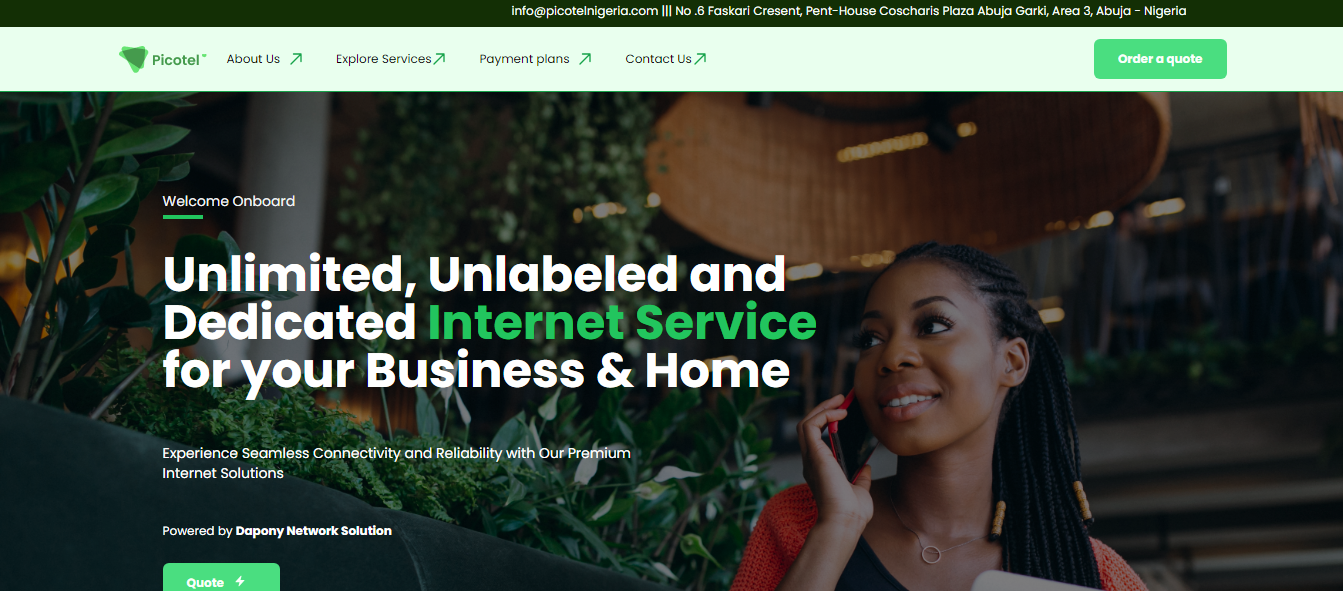 info@picotelnigeria.com ||| No .6 Faskari Cresent, Pent-House Coscharis Plaza Abuja Garki, Area 3, Abuja - Nigeria
Picotel™ About Us Explore Services Payment plans Contact Us Order a quote
Welcome Onboard
Unlimited, Unlabeled and
Dedicated Internet Service
for your Business & Home
Experience Seamless Connectivity and Reliability with Our Premium
Internet Solutions
Powered by Dapony Network Solution
Quote